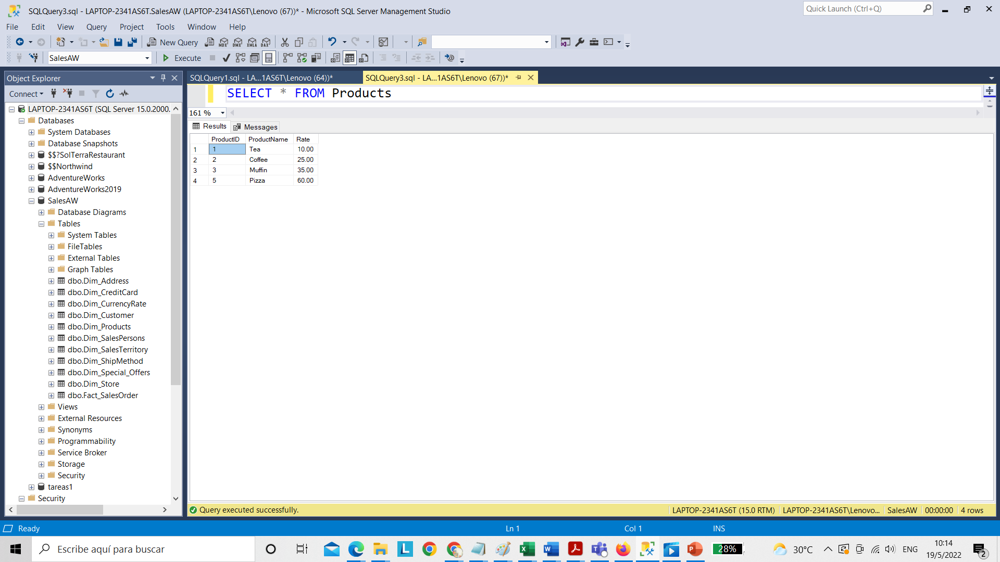 SQLQuery3.sql - LAPTOP-2341AS6T.SalesAW (LAPTOP-2341AS6T\Lenovo (67))* - Microsoft SQL Server Management Studio
Quick Launch (Ctrl+Q)
File Edit View Query Project Tools Window Help
New Query MDX DMX XMLA DAX
SalesAW Execute
Object Explorer
Connect
LAPTOP-2341AS6T (SQL Server 15.0.2000.
Databases
System Databases
Database Snapshots
$$?SolTerraRestaurant
$$Northwind
AdventureWorks
AdventureWorks2019
SalesAW
Database Diagrams
Tables
System Tables
FileTables
External Tables
Graph Tables
dbo.Dim_Address
dbo.Dim_CreditCard
dbo.Dim_CurrencyRate
dbo.Dim_Customer
dbo.Dim_Products
dbo.Dim_SalesPersons
dbo.Dim_SalesTerritory
dbo.Dim_ShipMethod
dbo.Dim_Special_Offers
dbo.Dim_Store
dbo.Fact_SalesOrder
Views
External Resources
Synonyms
Programmability
Service Broker
Storage
Security
tareas1
Security
SQLQuery1.sql - LA...1AS6T\Lenovo (64))*
SQLQuery3.sql - LA...1AS6T\Lenovo (67))*
SELECT * FROM Products
161 %
Results Messages
ProductID ProductName Rate
1 1 Tea 10.00
2 2 Coffee 25.00
3 3 Muffin 35.00
4 5 Pizza 60.00
Query executed successfully.
LAPTOP-2341AS6T (15.0 RTM) LAPTOP-2341AS6T\Lenovo... SalesAW 00:00:00 4 rows
Ready Ln 1 Col 1 INS
Escribe aquí para buscar
28%
30°C
ENG
10:14
19/5/2022
2